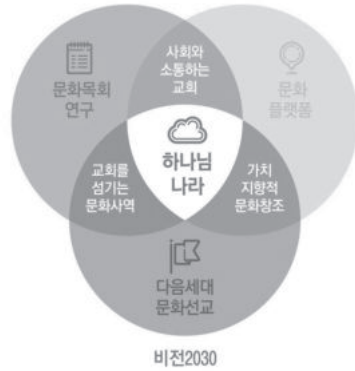 사회와
소통하는
교회
문화목회
연구
문화
플랫폼
하나님
나라
교회를
섬기는
문화사역
가치
지향적
문화창조
다음세대
문화선교
비전2030